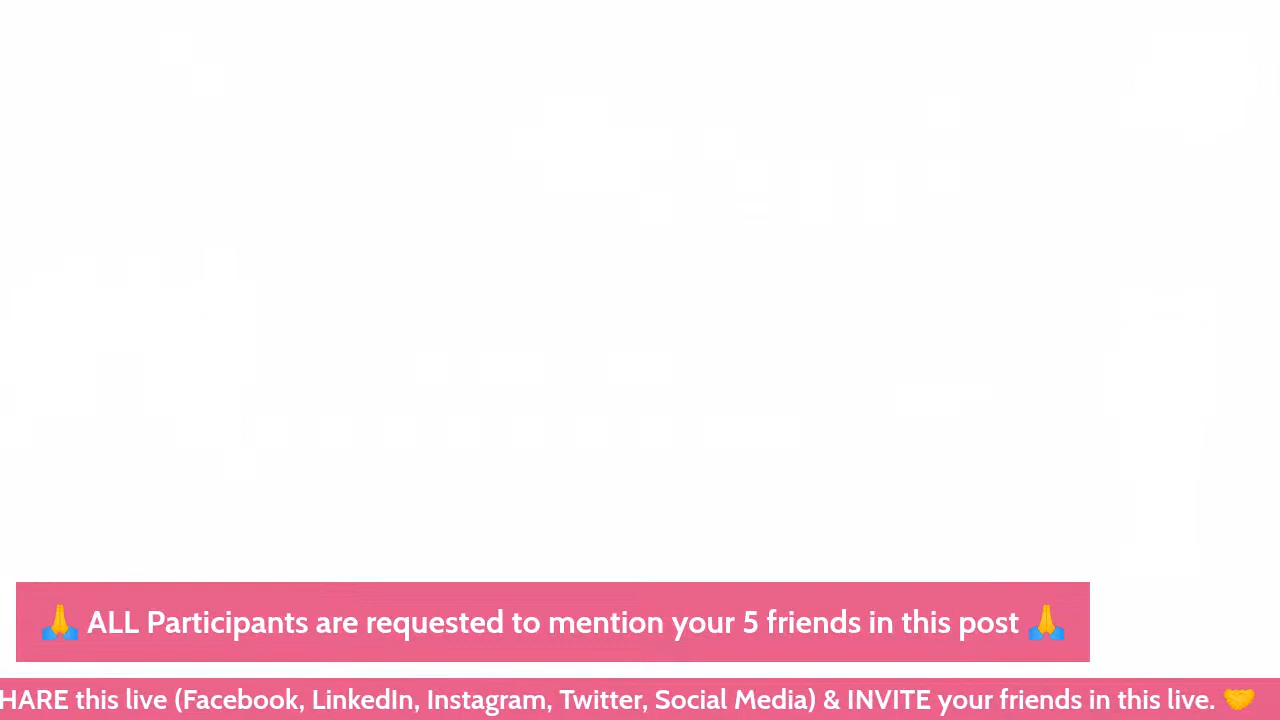 🙏 ALL Participants are requested to mention your 5 friends in this post 🙏
HARE this live (Facebook, LinkedIn, Instagram, Twitter, Social Media) & INVITE your friends in this live. 🤝